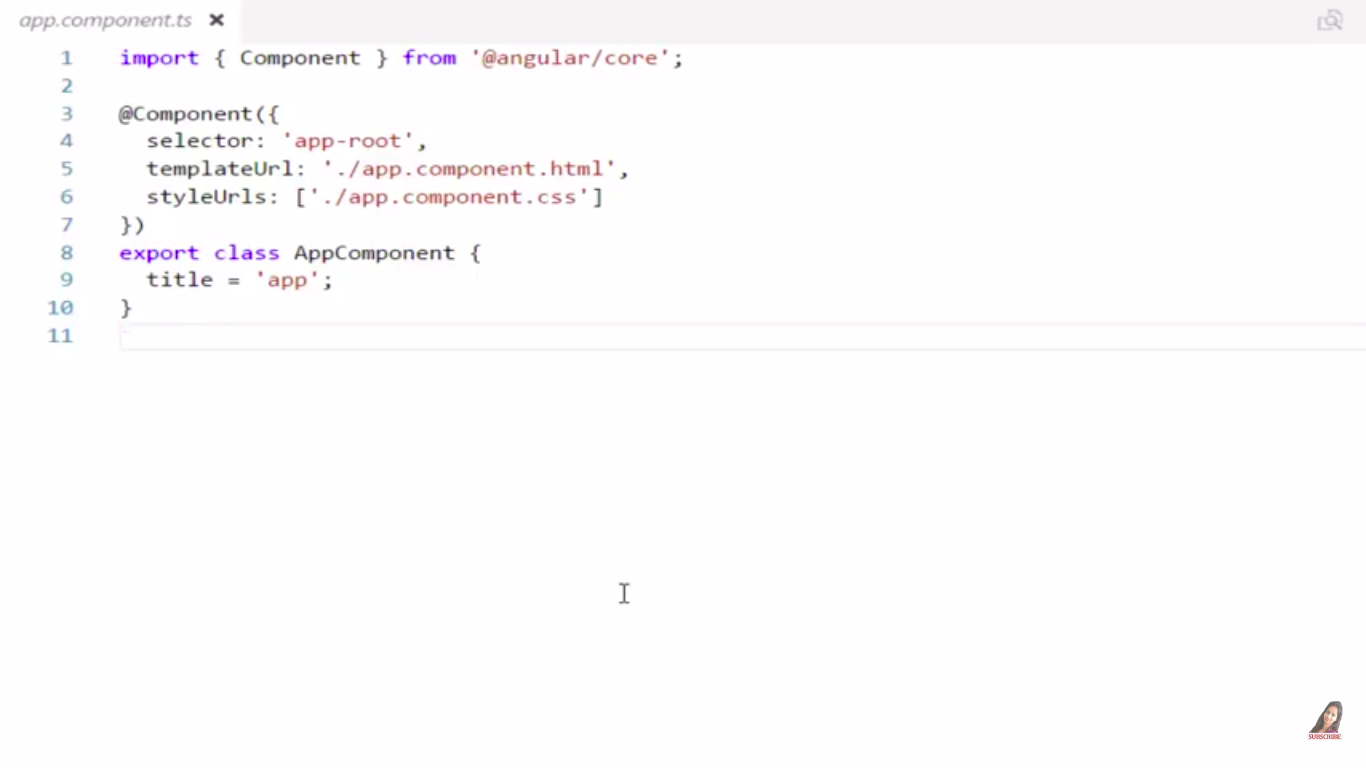 app.component.ts
1 import { Component } from '@angular/core';
2
3 @Component({
4   selector: 'app-root',
5   templateUrl: './app.component.html',
6   styleUrls: ['./app.component.css']
7 })
8 export class AppComponent {
9   title = 'app';
10 }
11
SUBSCRIBE